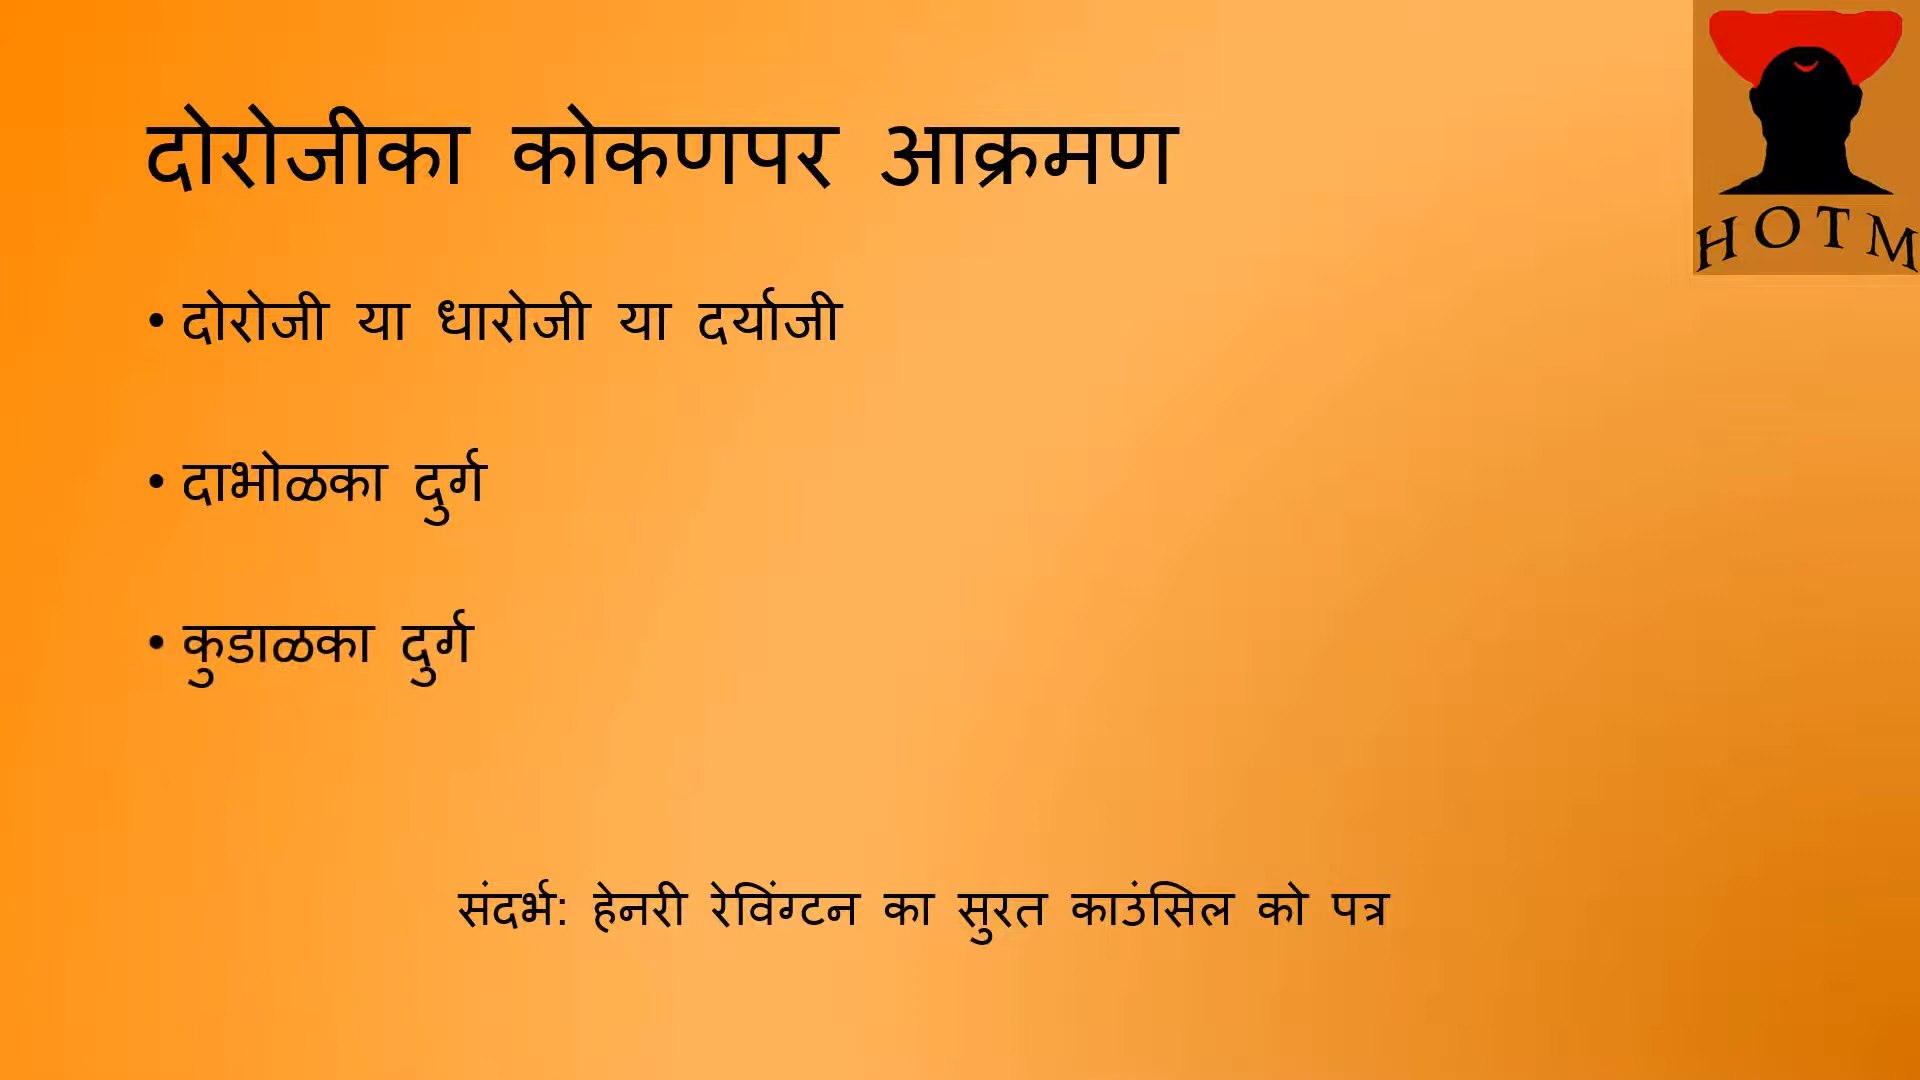 दोरोजीका कोकणपर आक्रमण
HOTM
• दोरोजी या धारोजी या दर्याजी
• दाभोळका दुर्ग
• कुडाळका दुर्ग
संदर्भ: हेनरी रेविंग्टन का सुरत काउंसिल को पत्र